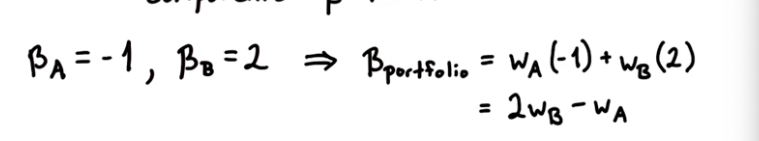 β_A = -1, β_B = 2 ⇒ β_portfolio = w_A(-1) + w_B(2)
= 2w_B - w_A